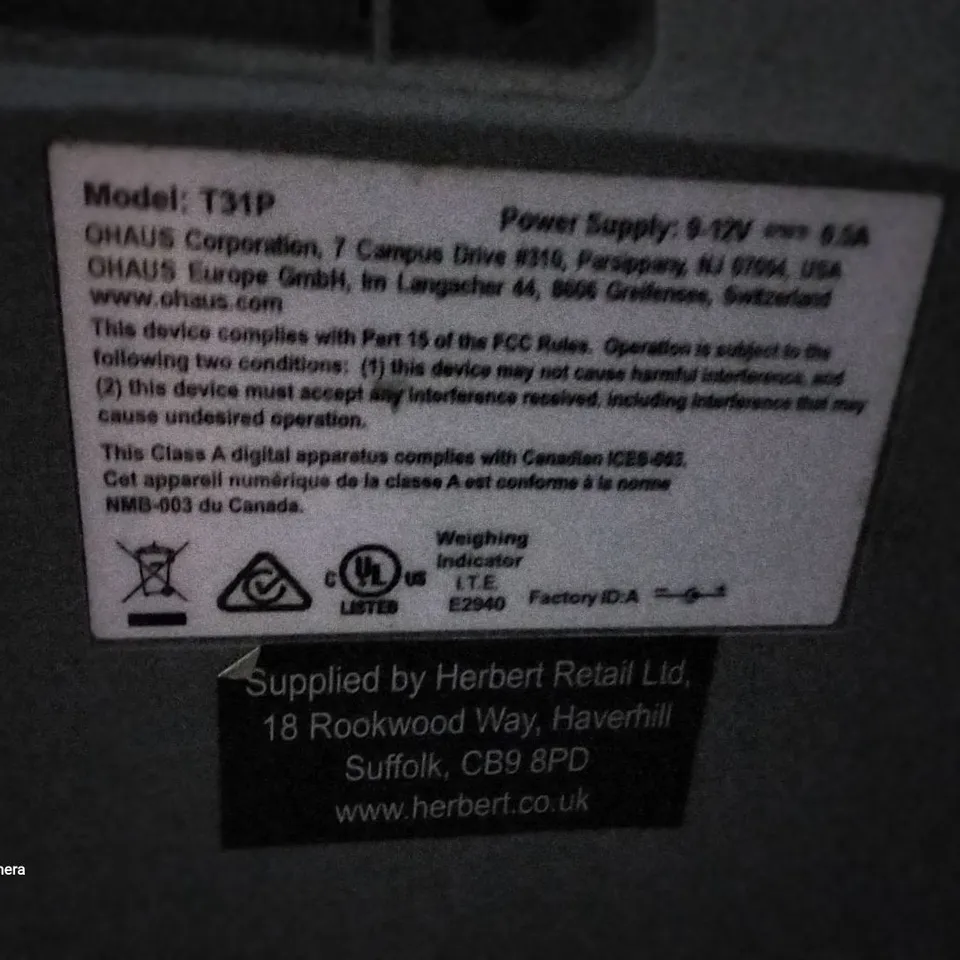 Model: T31P
Power Supply: 9-12V 0.5A
OHAUS Corporation, 7 Campus Drive #310, Parsippany, NJ 07054, USA
OHAUS Europe GmbH, Im Langacher 44, 8606 Greifensee, Switzerland
www.ohaus.com
This device complies with Part 15 of the FCC Rules. Operation is subject to the
following two conditions: (1) this device may not cause harmful interference, and
(2) this device must accept any interference received, including interference that may
cause undesired operation.
This Class A digital apparatus complies with Canadian ICES-003.
Cet appareil numérique de la classe A est conforme à la norme
NMB-003 du Canada.
Weighing
Indicator
C UL US
I.T.E.
LISTED
E2940
Factory ID:A
Supplied by Herbert Retail Ltd,
18 Rookwood Way, Haverhill
Suffolk, CB9 8PD
www.herbert.co.uk